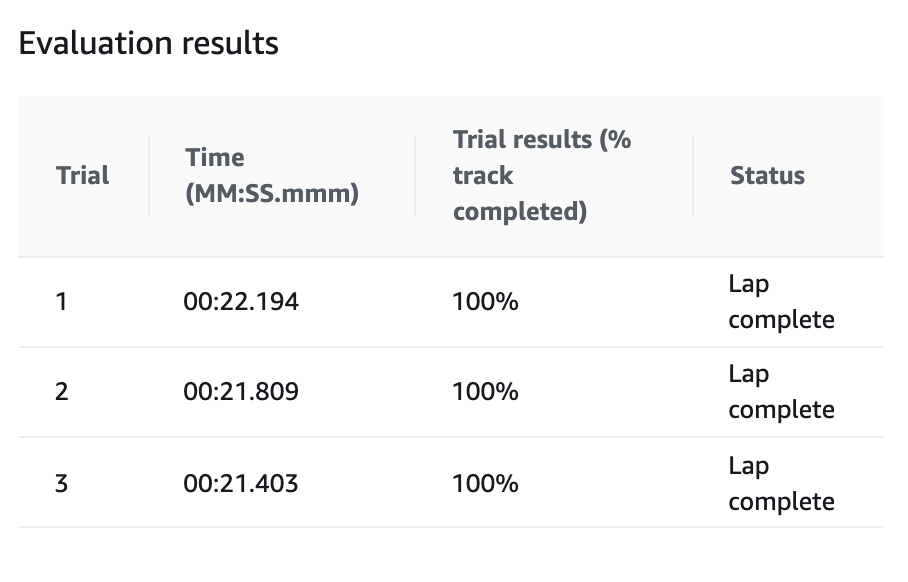 Evaluation results
Trial
Time
(MM:SS.mmm)
Trial results (%
track
completed)
Status
1
00:22.194
100%
Lap
complete
2
00:21.809
100%
Lap
complete
3
00:21.403
100%
Lap
complete